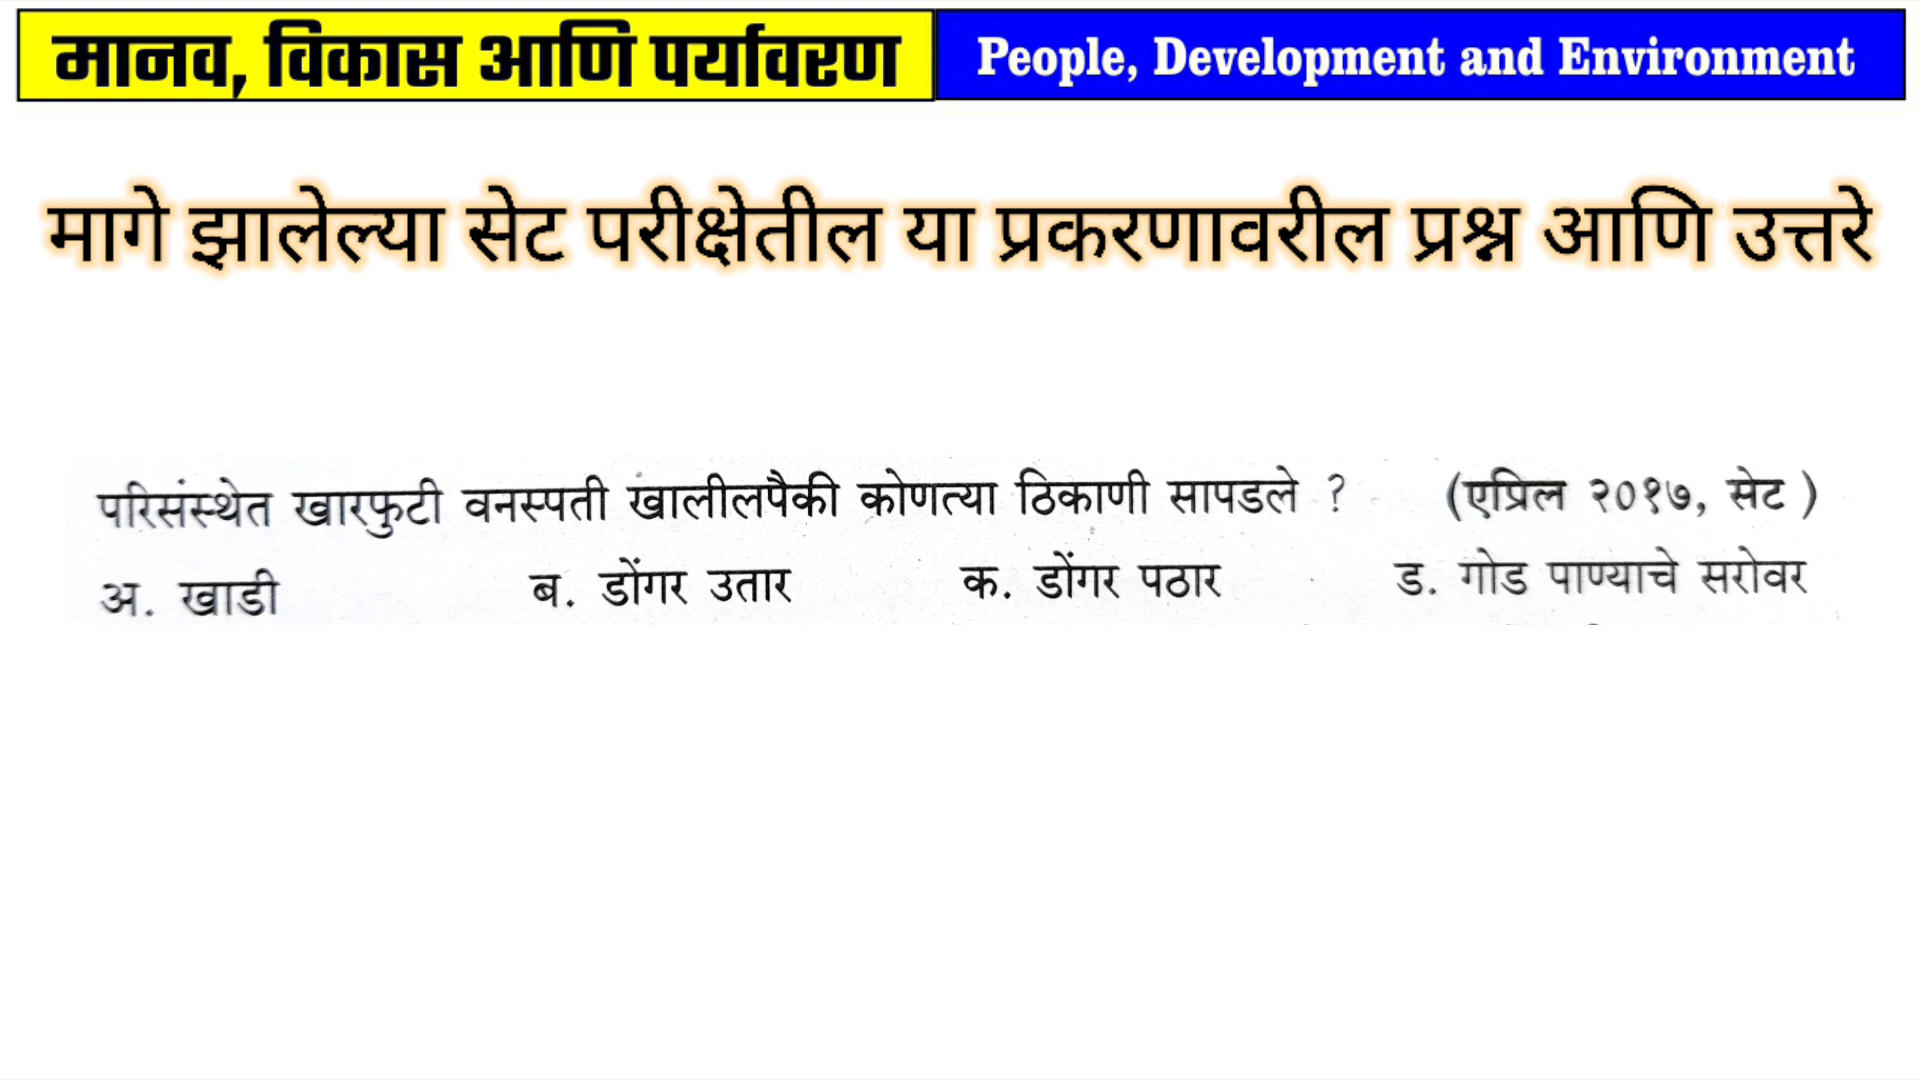 मानव, विकास आणि पर्यावरण People, Development and Environment
मागे झालेल्या सेट परीक्षेतील या प्रकरणावरील प्रश्न आणि उत्तरे
परिसंस्थेत खारफुटी वनस्पती खालीलपैकी कोणत्या ठिकाणी सापडले ? (एप्रिल २०१७, सेट )
अ. खाडी ब. डोंगर उतार क. डोंगर पठार ड. गोड पाण्याचे सरोवर